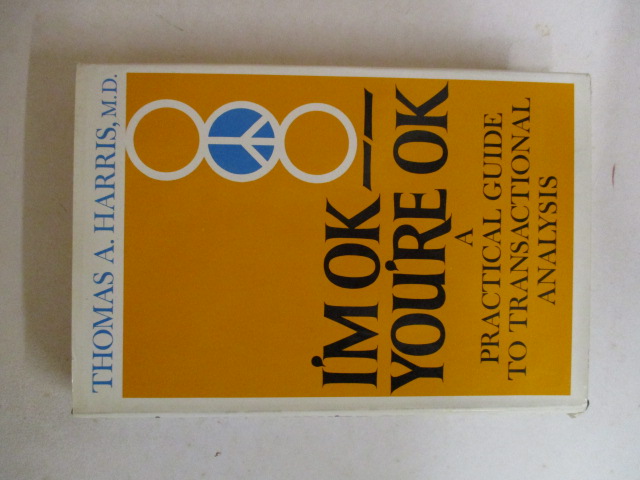 THOMAS A. HARRIS, M.D.
I'M OK—
YOU'RE OK
A
PRACTICAL GUIDE
TO TRANSACTIONAL
ANALYSIS